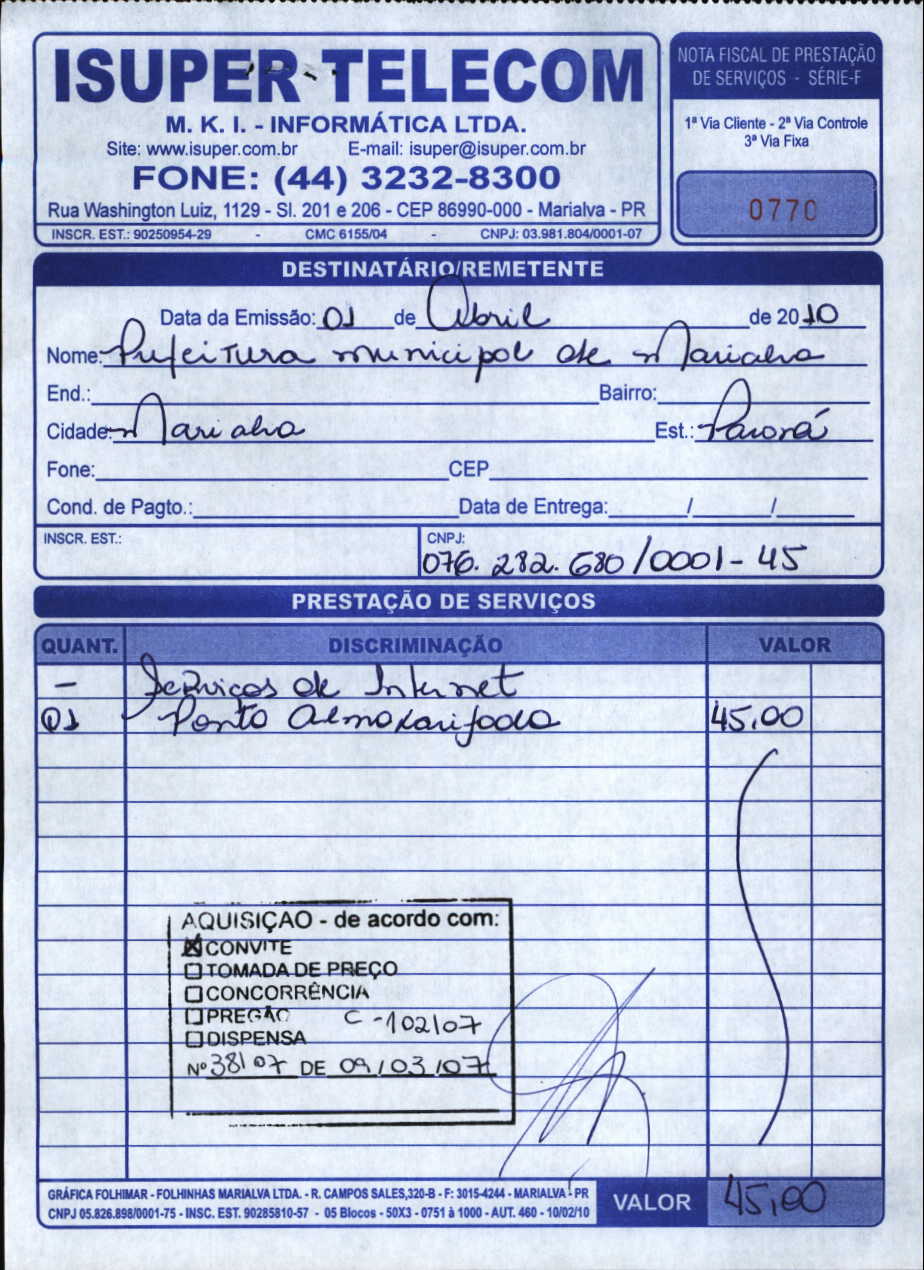 ISUPER TELECOM
M. K. I. - INFORMÁTICA LTDA.
Site: www.isuper.com.br E-mail: isuper@isuper.com.br
FONE: (44) 3232-8300
Rua Washington Luiz, 1129 - Sl. 201 e 206 - CEP 86990-000 - Marialva - PR
INSCR. EST.: 90250954-29 - CMC 6155/04 - CNPJ: 03.981.804/0001-07
NOTA FISCAL DE PRESTAÇÃO
DE SERVIÇOS - SÉRIE-F
1ª Via Cliente - 2ª Via Controle
3ª Via Fixa
0770
DESTINATÁRIO/REMETENTE
Data da Emissão: 01 de Abril de 2010
Nome: Prefeitura municipal de Marialva
End.: Bairro:
Cidade: Marialva Est.: Paraná
Fone: CEP
Cond. de Pagto.: Data de Entrega: / /
INSCR. EST.: CNPJ:
076.282.680/0001-45
PRESTAÇÃO DE SERVIÇOS
QUANT. DISCRIMINAÇÃO VALOR
- Serviços de Internet
01 Ponto Almoxarifado 45,00
AQUISIÇAO - de acordo com:
CONVITE
TOMADA DE PREÇO
CONCORRÊNCIA
PREGÃO C-102/07
DISPENSA
Nº 38/07 DE 09/03/07
GRÁFICA FOLHIMAR - FOLHINHAS MARIALVA LTDA. - R. CAMPOS SALES,320-B - F: 3015-4244 - MARIALVA - PR
CNPJ 05.826.898/0001-75 - INSC. EST. 90285810-57 - 05 Blocos - 50X3 - 0751 à 1000 - AUT. 460 - 10/02/10
VALOR 45,00